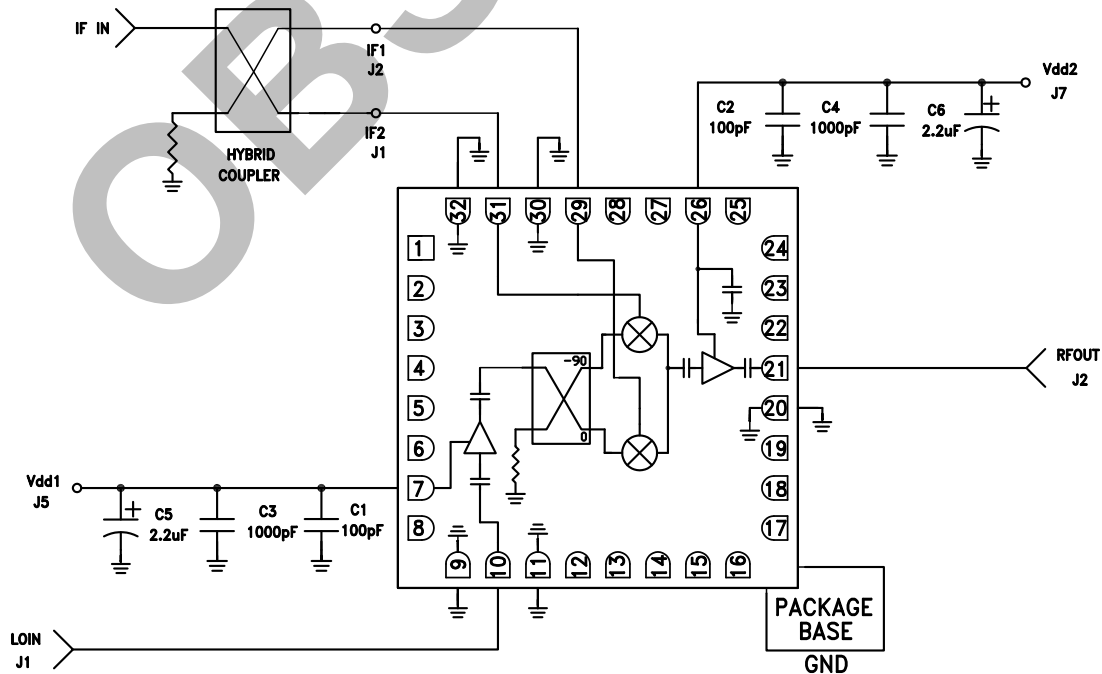 OBS
IF IN
IF1
J2
IF2
J1
HYBRID
COUPLER
Vdd2
J7
C2
100pF
C4
1000pF
C6
+
2.2uF
32
31
30
29
28
27
26
25
1
2
3
4
5
6
7
8
24
23
22
21
20
19
18
17
-90
0
RFOUT
J2
Vdd1
J5
+
C5
2.2uF
C3
1000pF
C1
100pF
9
10
11
12
13
14
15
16
LOIN
J1
PACKAGE
BASE
GND